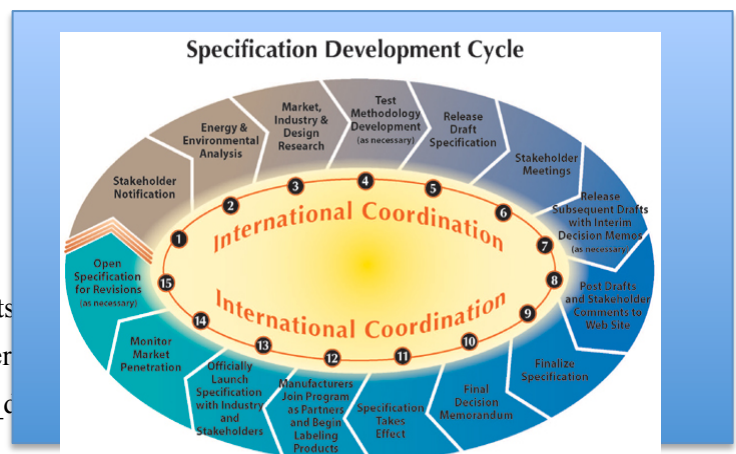 Specification Development Cycle
Stakeholder
Notification
1
Energy &
Environmental
Analysis
2
Market,
Industry &
Design
Research
3
Test
Methodology
Development
(as necessary)
4
Release
Draft
Specification
5
Stakeholder
Meetings
6
Release
Subsequent Drafts
with Interim
Decision Memos
(as necessary)
7
Post Drafts
and Stakeholder
Comments to
Web Site
8
Finalize
Specification
9
Final
Decision
Memorandum
10
Specification
Takes
Effect
11
Manufacturers
Join Program
as Partners
and Begin
Labeling
Products
12
Officially
Launch
Specification
with Industry
and
Stakeholders
13
Monitor
Market
Penetration
14
Open
Specification
for Revisions
(as necessary)
15
International Coordination
International Coordination